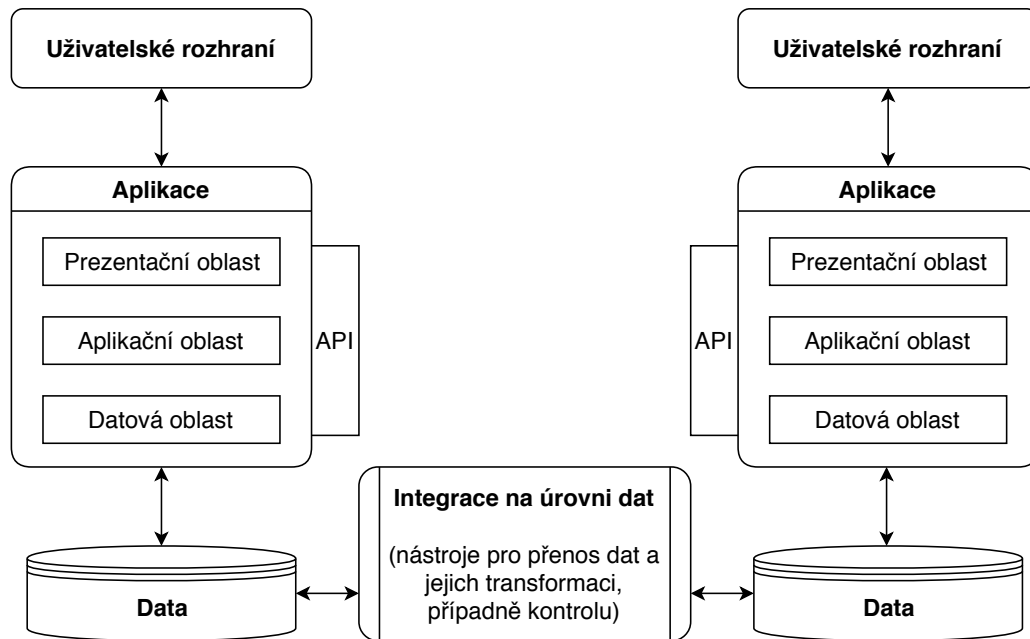 Uživatelské rozhraní
Uživatelské rozhraní
Aplikace
Aplikace
Prezentační oblast
Prezentační oblast
Aplikační oblast
API
API
Aplikační oblast
Datová oblast
Datová oblast
Integrace na úrovni dat
(nástroje pro přenos dat a
jejich transformaci,
případně kontrolu)
Data
Data